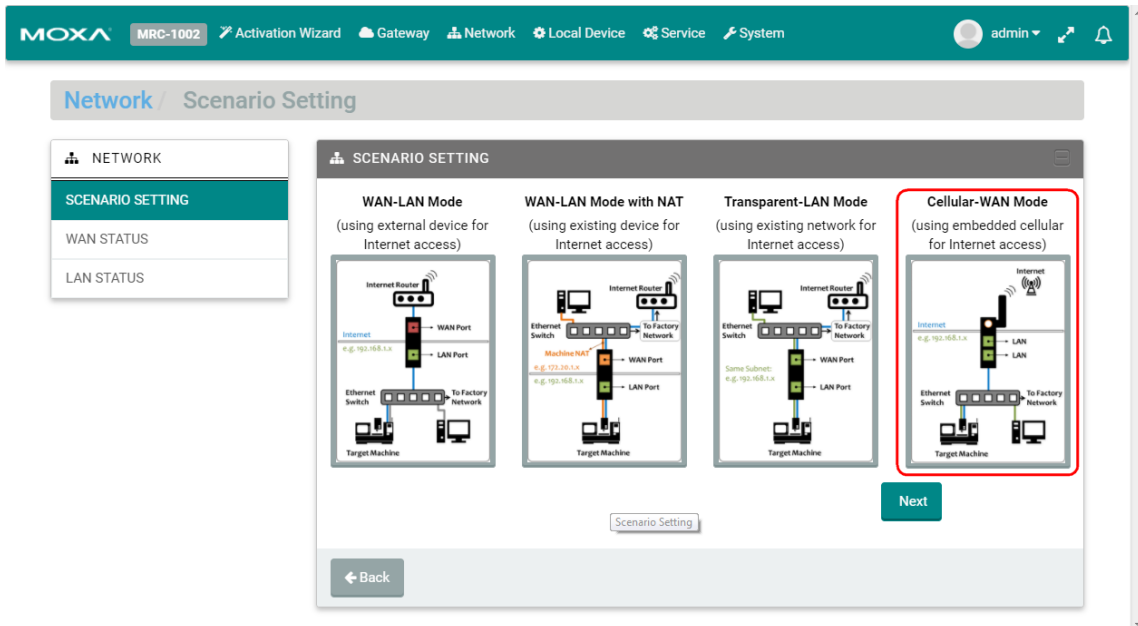 MOXA MRC-1002 Activation Wizard Gateway Network Local Device Service System admin
Network / Scenario Setting
NETWORK
SCENARIO SETTING
WAN STATUS
LAN STATUS
SCENARIO SETTING
WAN-LAN Mode
(using external device for
Internet access)
Internet Router
WAN Port
Internet
e.g. 192.168.1.x
LAN Port
Ethernet
Switch
To Factory
Network
Target Machine
WAN-LAN Mode with NAT
(using existing device for
Internet access)
Internet Router
Ethernet
Switch
To Factory
Network
Machine NAT
WAN Port
e.g. 172.20.1.x
e.g. 192.168.1.x
LAN Port
Target Machine
Transparent-LAN Mode
(using existing network for
Internet access)
Internet Router
Ethernet
Switch
To Factory
Network
WAN Port
Same Subnet:
e.g. 192.168.1.x
LAN Port
Target Machine
Cellular-WAN Mode
(using embedded cellular
for Internet access)
Internet
Internet
e.g. 192.168.1.x
LAN
LAN
Ethernet
Switch
To Factory
Network
Target Machine
Next
Scenario Setting
Back